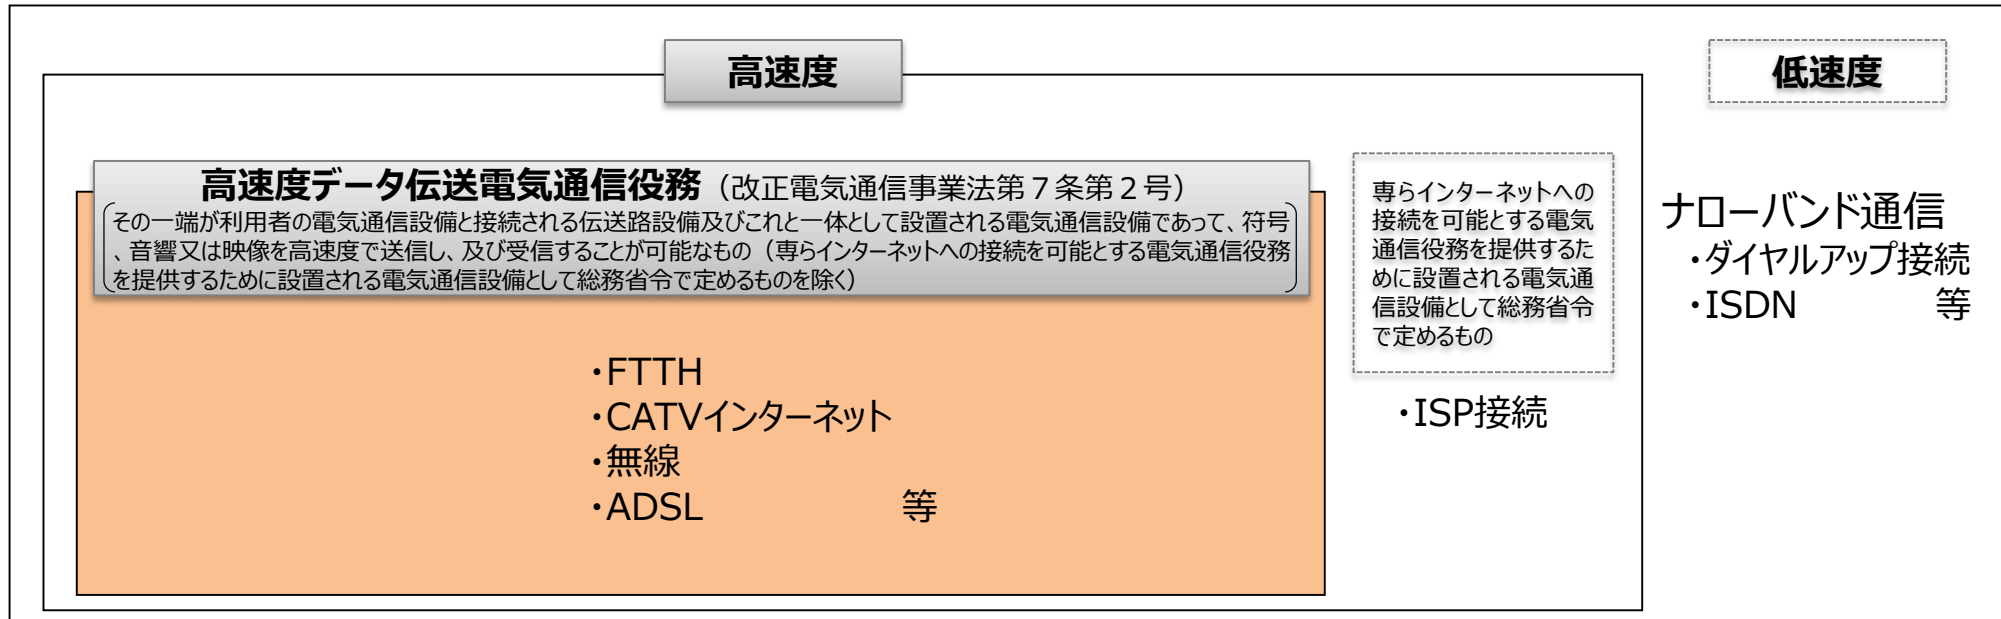 高速度
低速度
高速度データ伝送電気通信役務（改正電気通信事業法第７条第２号）
その一端が利用者の電気通信設備と接続される伝送路設備及びこれと一体として設置される電気通信設備であって、符号
、音響又は映像を高速度で送信し、及び受信することが可能なもの（専らインターネットへの接続を可能とする電気通信役務
を提供するために設置される電気通信設備として総務省令で定めるものを除く）
・FTTH
・CATVインターネット
・無線
・ADSL 等
専らインターネットへの
接続を可能とする電気
通信役務を提供するた
めに設置される電気通
信設備として総務省令
で定めるもの
・ISP接続
ナローバンド通信
・ダイヤルアップ接続
・ISDN 等